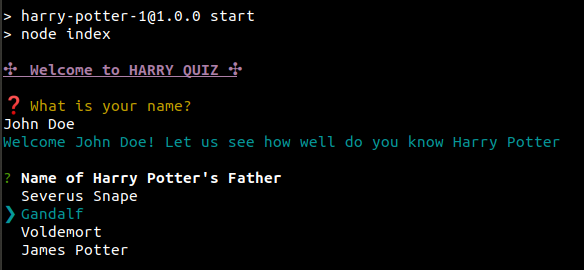 > harry-potter-1@1.0.0 start
> node index
✣ Welcome to HARRY QUIZ ✣
❓ What is your name?
John Doe
Welcome John Doe! Let us see how well do you know Harry Potter
? Name of Harry Potter's Father
Severus Snape
❯ Gandalf
Voldemort
James Potter